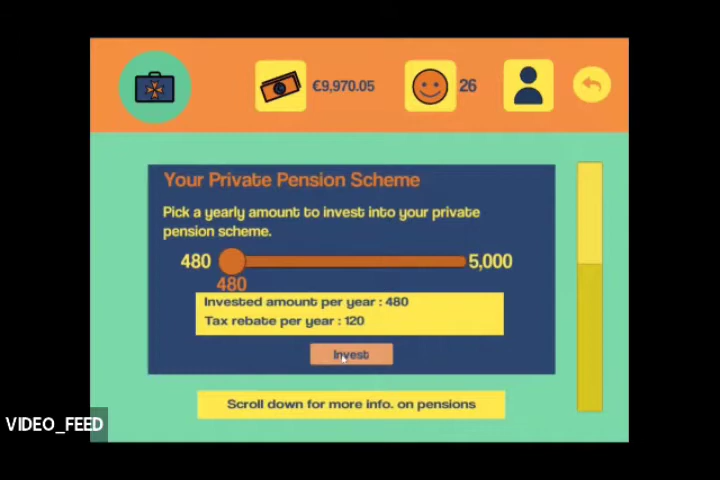 €9,970.05
26
Your Private Pension Scheme
Pick a yearly amount to invest into your private
pension scheme.
480
5,000
480
Invested amount per year : 480
Tax rebate per year : 120
Invest
Scroll down for more info. on pensions
VIDEO_FEED